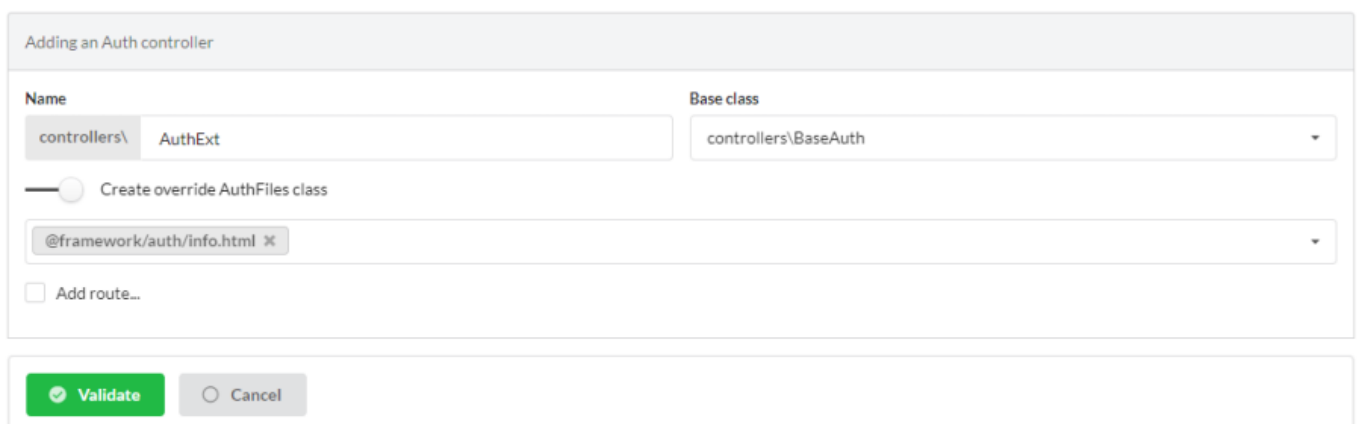 Adding an Auth controller
Name
Base class
controllers\ AuthExt
controllers\BaseAuth
Create override AuthFiles class
@framework/auth/info.html ×
Add route...
Validate
Cancel